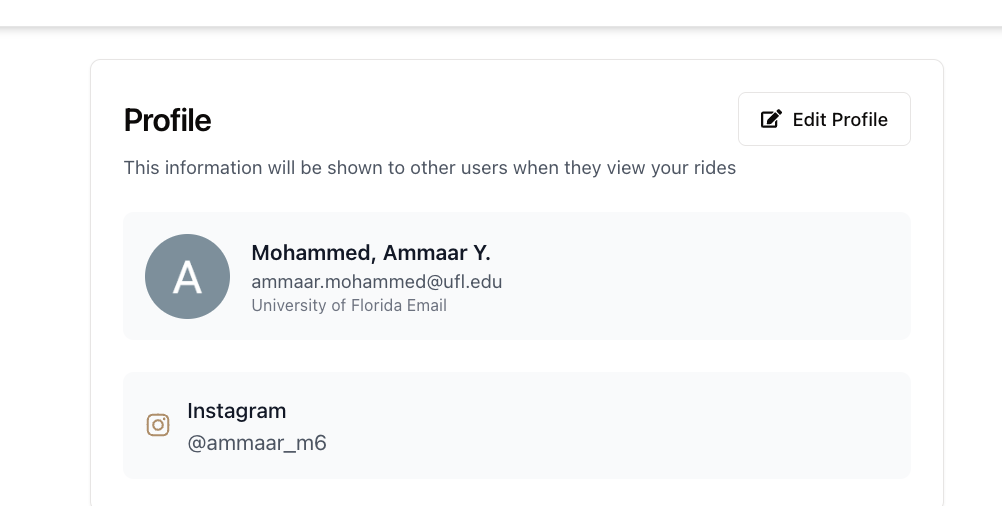 Profile
Edit Profile
This information will be shown to other users when they view your rides
A
Mohammed, Ammaar Y.
ammaar.mohammed@ufl.edu
University of Florida Email
Instagram
@ammaar_m6